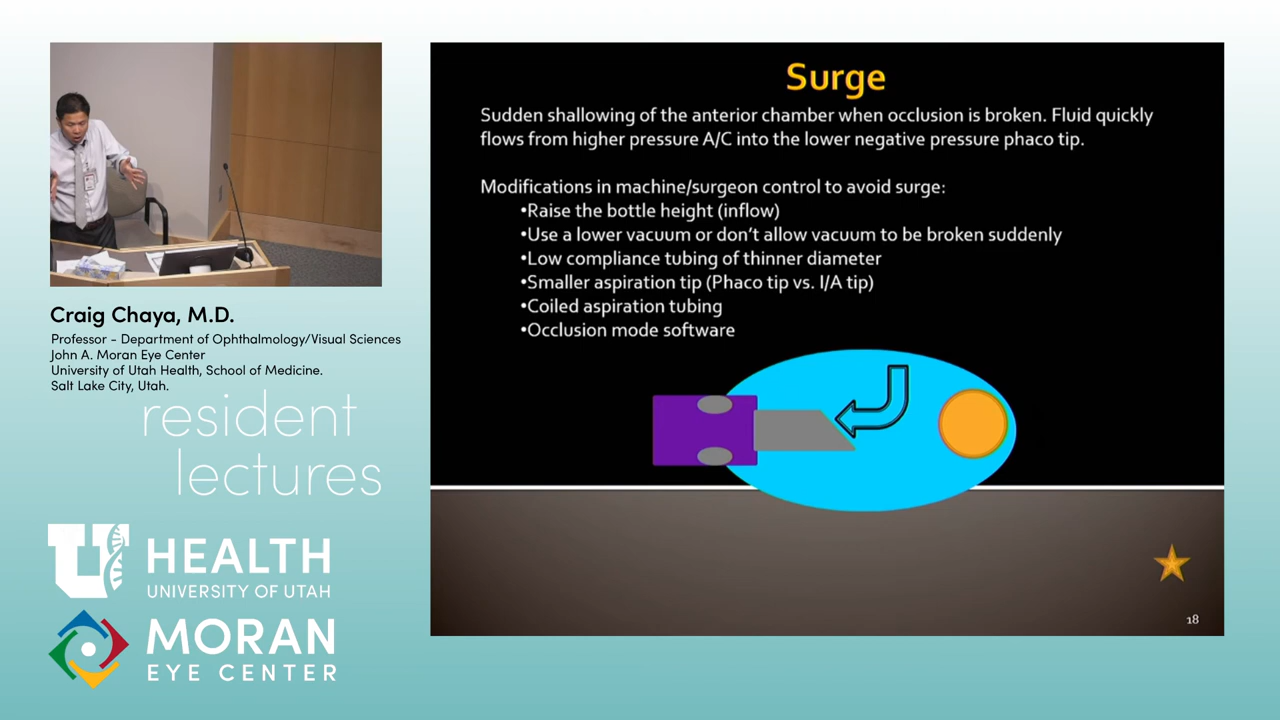 Surge
Sudden shallowing of the anterior chamber when occlusion is broken. Fluid quickly
flows from higher pressure A/C into the lower negative pressure phaco tip.
Modifications in machine/surgeon control to avoid surge:
•Raise the bottle height (inflow)
•Use a lower vacuum or don't allow vacuum to be broken suddenly
•Low compliance tubing of thinner diameter
•Smaller aspiration tip (Phaco tip vs. I/A tip)
•Coiled aspiration tubing
•Occlusion mode software
18
Craig Chaya, M.D.
Professor - Department of Ophthalmology/Visual Sciences
John A. Moran Eye Center
University of Utah Health, School of Medicine.
Salt Lake City, Utah.
resident
lectures
U
HEALTH
UNIVERSITY OF UTAH
MORAN
EYE CENTER